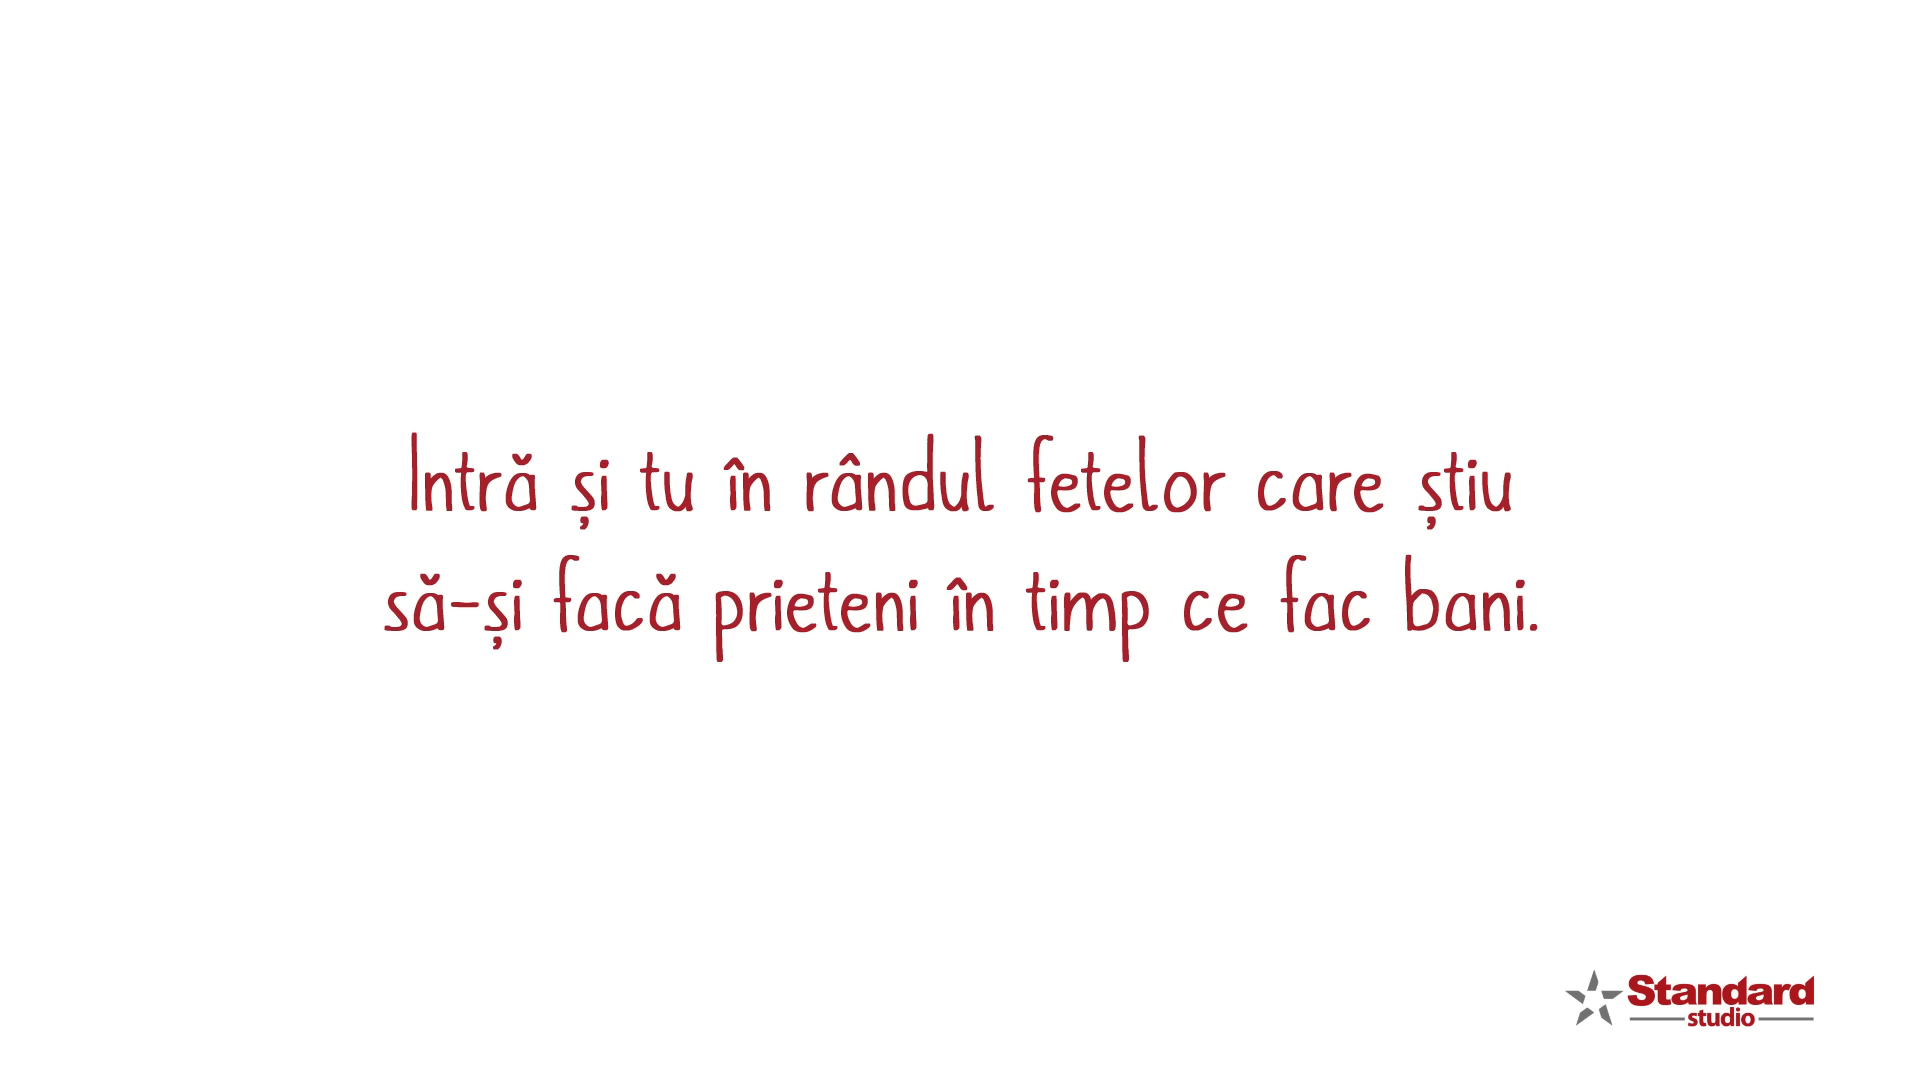 Intră și tu în rândul fetelor care știu
să-și facă prieteni în timp ce fac bani.
Standard
studio